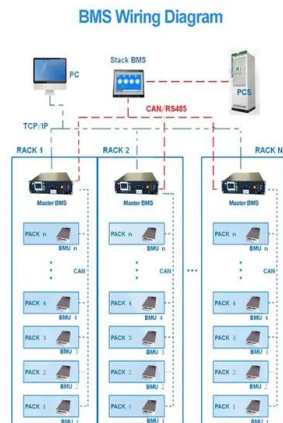 BMS Wiring Diagram
Stack BMS
PC
PCS
CAN/RS485
TCP/IP
RACK 1 RACK 2 RACK N
Master BMS Master BMS Master BMS
PACK n PACK n PACK n
BMU n BMU n BMU n
CAN CAN CAN
PACK 4 PACK 4 PACK 4
BMU 4 BMU 4 BMU 4
PACK 3 PACK 3 PACK 3
BMU 3 BMU 3 BMU 3
PACK 2 PACK 2 PACK 2
BMU 2 BMU 2 BMU 2
PACK 1 PACK 1 PACK 1
BMU 1 BMU 1 BMU 1